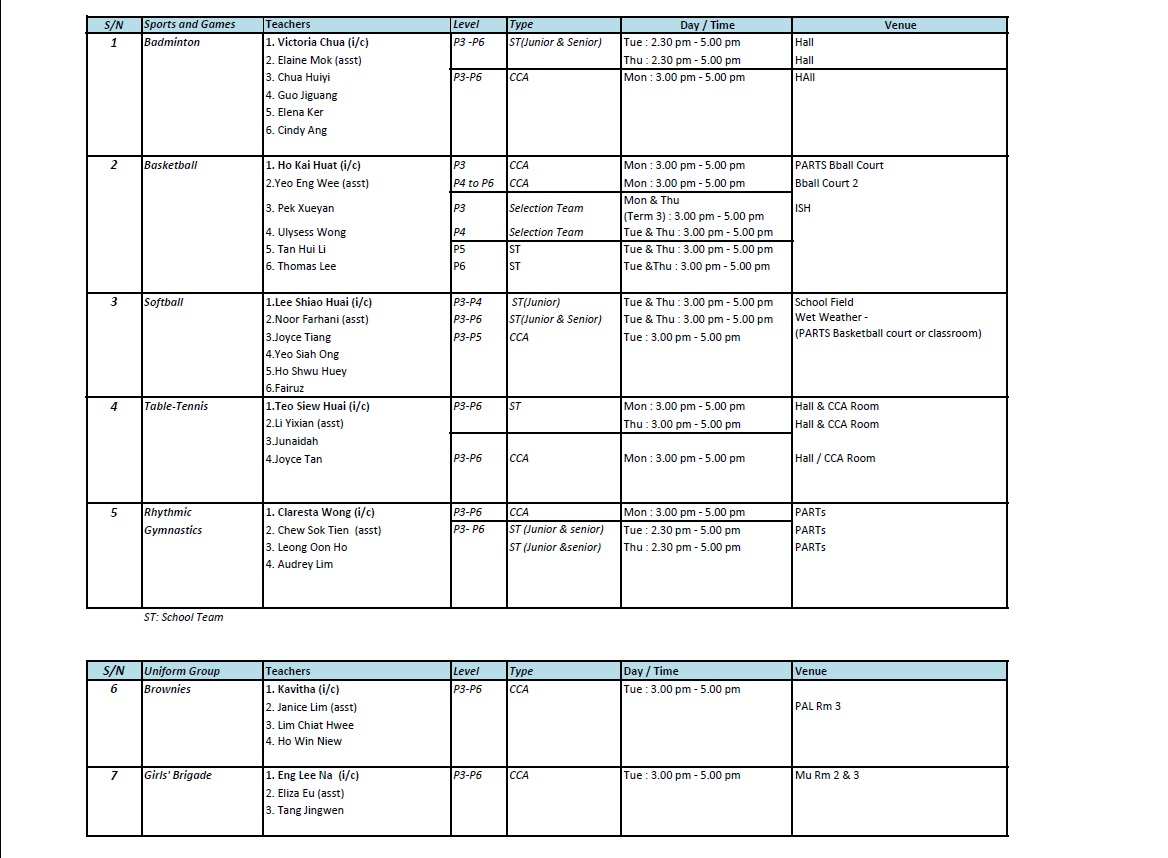 S/N Sports and Games Teachers Level Type Day / Time Venue
1 Badminton 1. Victoria Chua (i/c) P3 -P6 ST(Junior & Senior) Tue : 2.30 pm - 5.00 pm Hall
2. Elaine Mok (asst) Thu : 2.30 pm - 5.00 pm Hall
3. Chua Huiyi P3-P6 CCA Mon : 3.00 pm - 5.00 pm HAll
4. Guo Jiguang
5. Elena Ker
6. Cindy Ang
2 Basketball 1. Ho Kai Huat (i/c) P3 CCA Mon : 3.00 pm - 5.00 pm PARTS Bball Court
2.Yeo Eng Wee (asst) P4 to P6 CCA Mon : 3.00 pm - 5.00 pm Bball Court 2
3. Pek Xueyan P3 Selection Team Mon & Thu ISH
(Term 3) : 3.00 pm - 5.00 pm
4. Ulysess Wong P4 Selection Team Tue & Thu : 3.00 pm - 5.00 pm
5. Tan Hui Li P5 ST Tue & Thu : 3.00 pm - 5.00 pm
6. Thomas Lee P6 ST Tue &Thu : 3.00 pm - 5.00 pm
3 Softball 1.Lee Shiao Huai (i/c) P3-P4 ST(Junior) Tue & Thu : 3.00 pm - 5.00 pm School Field
2.Noor Farhani (asst) P3-P6 ST(Junior & Senior) Tue & Thu : 3.00 pm - 5.00 pm Wet Weather -
3.Joyce Tiang P3-P5 CCA Tue : 3.00 pm - 5.00 pm (PARTS Basketball court or classroom)
4.Yeo Siah Ong
5.Ho Shwu Huey
6.Fairuz
4 Table-Tennis 1.Teo Siew Huai (i/c) P3-P6 ST Mon : 3.00 pm - 5.00 pm Hall & CCA Room
2.Li Yixian (asst) Thu : 3.00 pm - 5.00 pm Hall & CCA Room
3.Junaidah
4.Joyce Tan P3-P6 CCA Mon : 3.00 pm - 5.00 pm Hall / CCA Room
5 Rhythmic 1. Claresta Wong (i/c) P3-P6 CCA Mon : 3.00 pm - 5.00 pm PARTs
Gymnastics 2. Chew Sok Tien (asst) P3- P6 ST (Junior & senior) Tue : 2.30 pm - 5.00 pm PARTs
3. Leong Oon Ho ST (Junior &senior) Thu : 2.30 pm - 5.00 pm PARTs
4. Audrey Lim
ST: School Team
S/N Uniform Group Teachers Level Type Day / Time Venue
6 Brownies 1. Kavitha (i/c) P3-P6 CCA Tue : 3.00 pm - 5.00 pm
2. Janice Lim (asst) PAL Rm 3
3. Lim Chiat Hwee
4. Ho Win Niew
7 Girls' Brigade 1. Eng Lee Na (i/c) P3-P6 CCA Tue : 3.00 pm - 5.00 pm Mu Rm 2 & 3
2. Eliza Eu (asst)
3. Tang Jingwen